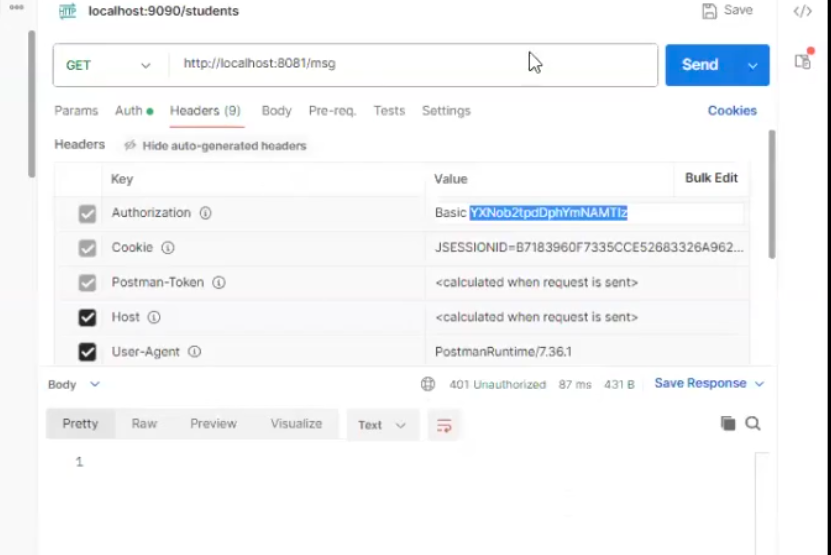 HTTP localhost:9090/students Save
GET http://localhost:8081/msg Send
Params Auth Headers (9) Body Pre-req. Tests Settings Cookies
Headers Hide auto-generated headers
Key Value Bulk Edit
Authorization Basic YXNob2tpdDphYmNAMTIz
Cookie JSESSIONID=B7183960F7335CCE52683326A962...
Postman-Token <calculated when request is sent>
Host <calculated when request is sent>
User-Agent PostmanRuntime/7.36.1
Body 401 Unauthorized 87 ms 431 B Save Response
Pretty Raw Preview Visualize Text
1